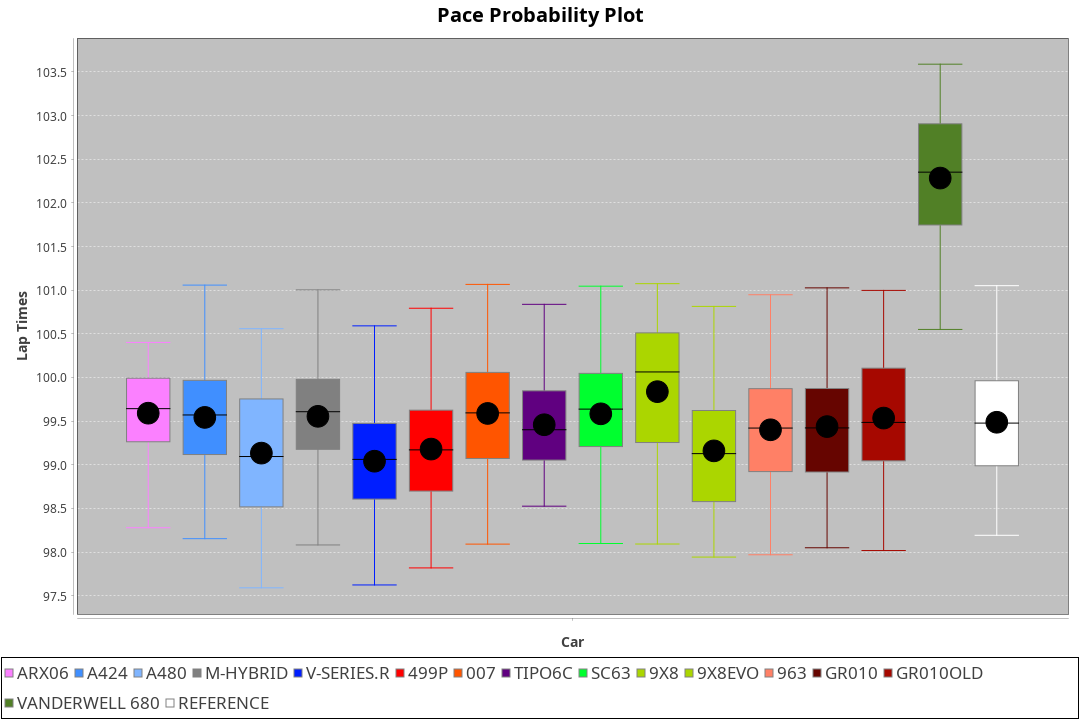 Pace Probability Plot
Lap Times
103.5
103.0
102.5
102.0
101.5
101.0
100.5
100.0
99.5
99.0
98.5
98.0
97.5
Car
ARX06 A424 A480 M-HYBRID V-SERIES.R 499P 007 TIPO6C SC63 9X8 9X8EVO 963 GR010 GR010OLD
VANDERWELL 680 REFERENCE